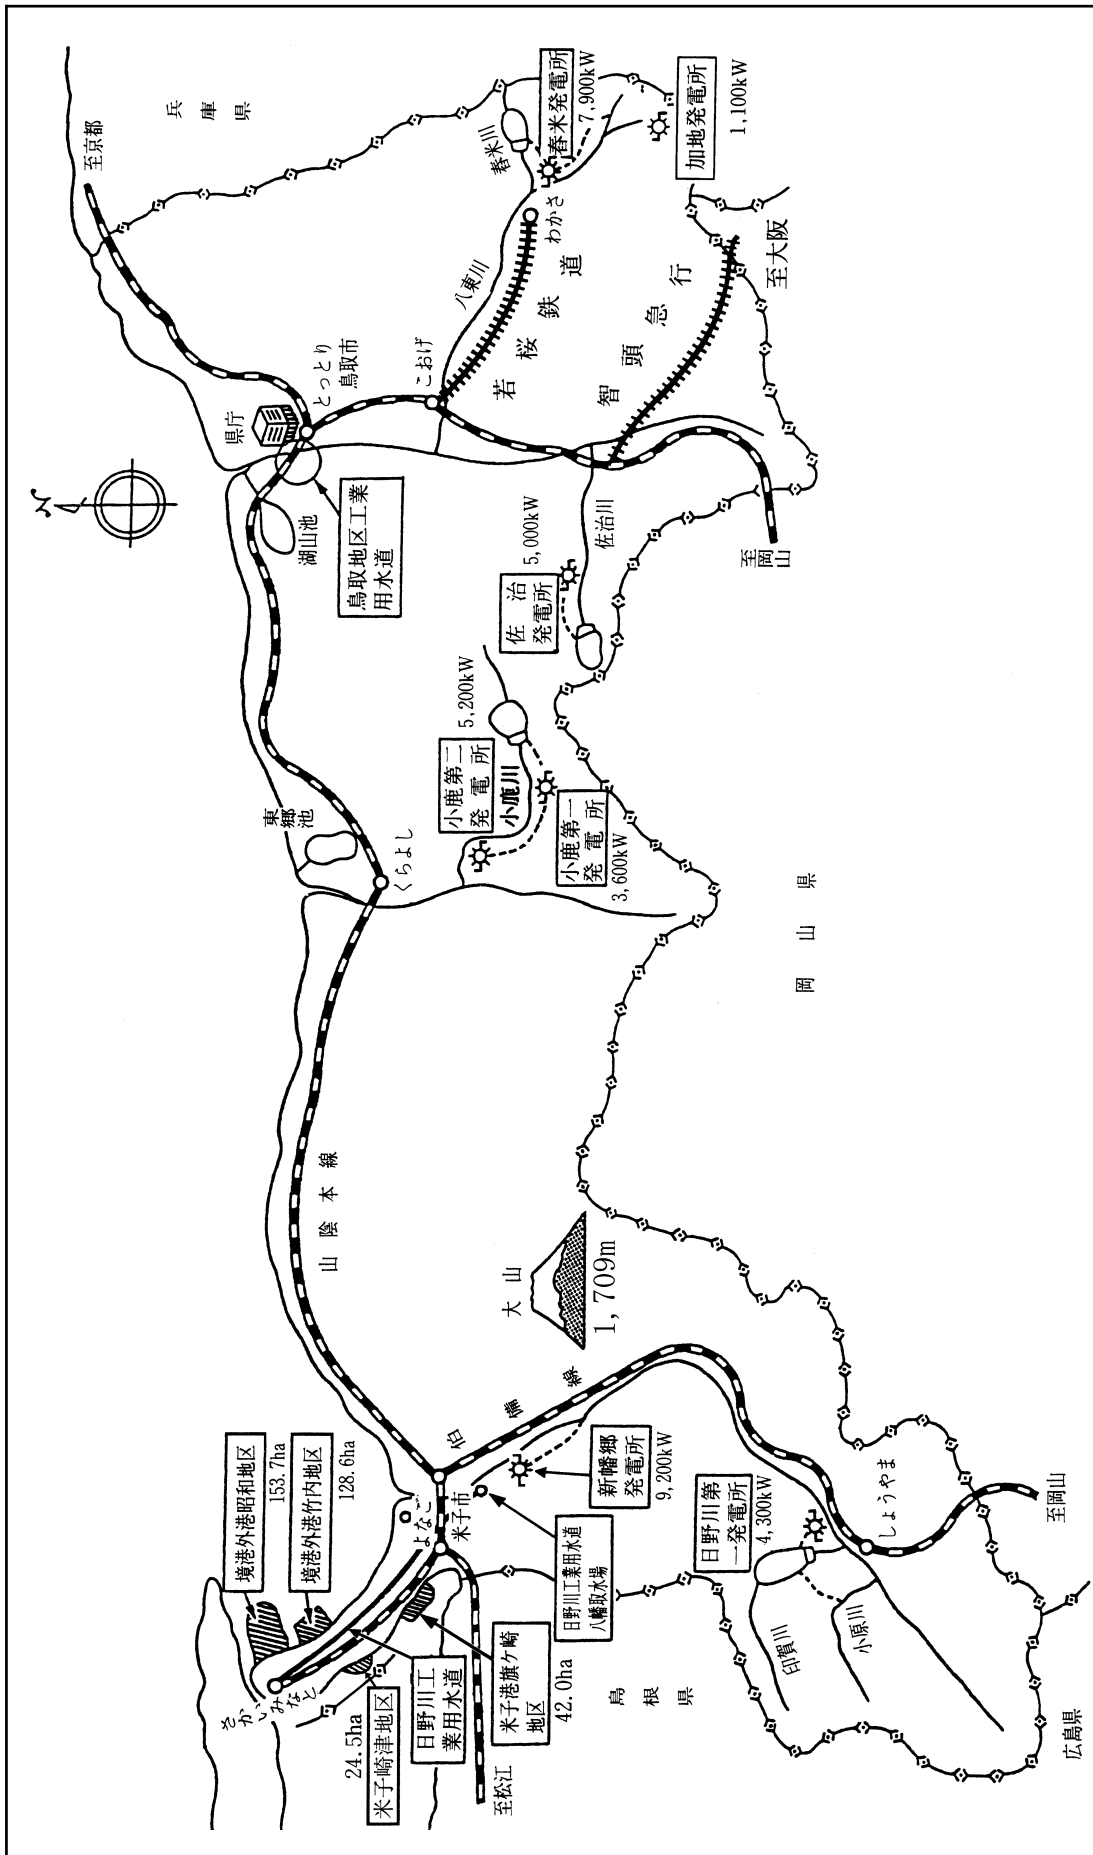 兵庫県
至京都
県庁
とっとり
鳥取市
こおげ
八東川
舂米川
舂米発電所
7,900kW
加地発電所
1,100kW
わかさ
若桜鉄道
智頭急行
至大阪
N
湖山池
鳥取地区工業
用水道
佐治
発電所
5,000kW
佐治川
至岡山
東郷池
くらよし
小鹿第二
発電所
5,200kW
小鹿川
小鹿第一
発電所
3,600kW
岡山県
山陰本線
大山
1,709m
境港外港昭和地区
153.7ha
境港外港竹内地区
128.6ha
よなご
米子市
伯備線
新幡郷
発電所
9,200kW
日野川工業用水道
八幡取水場
日野川第
一発電所
4,300kW
しょうやま
至岡山
さかいみなと
24.5ha
米子崎津地区
日野川工
業用水道
米子港旗ケ崎
地区
42.0ha
至松江
島根県
印賀川
小原川
広島県